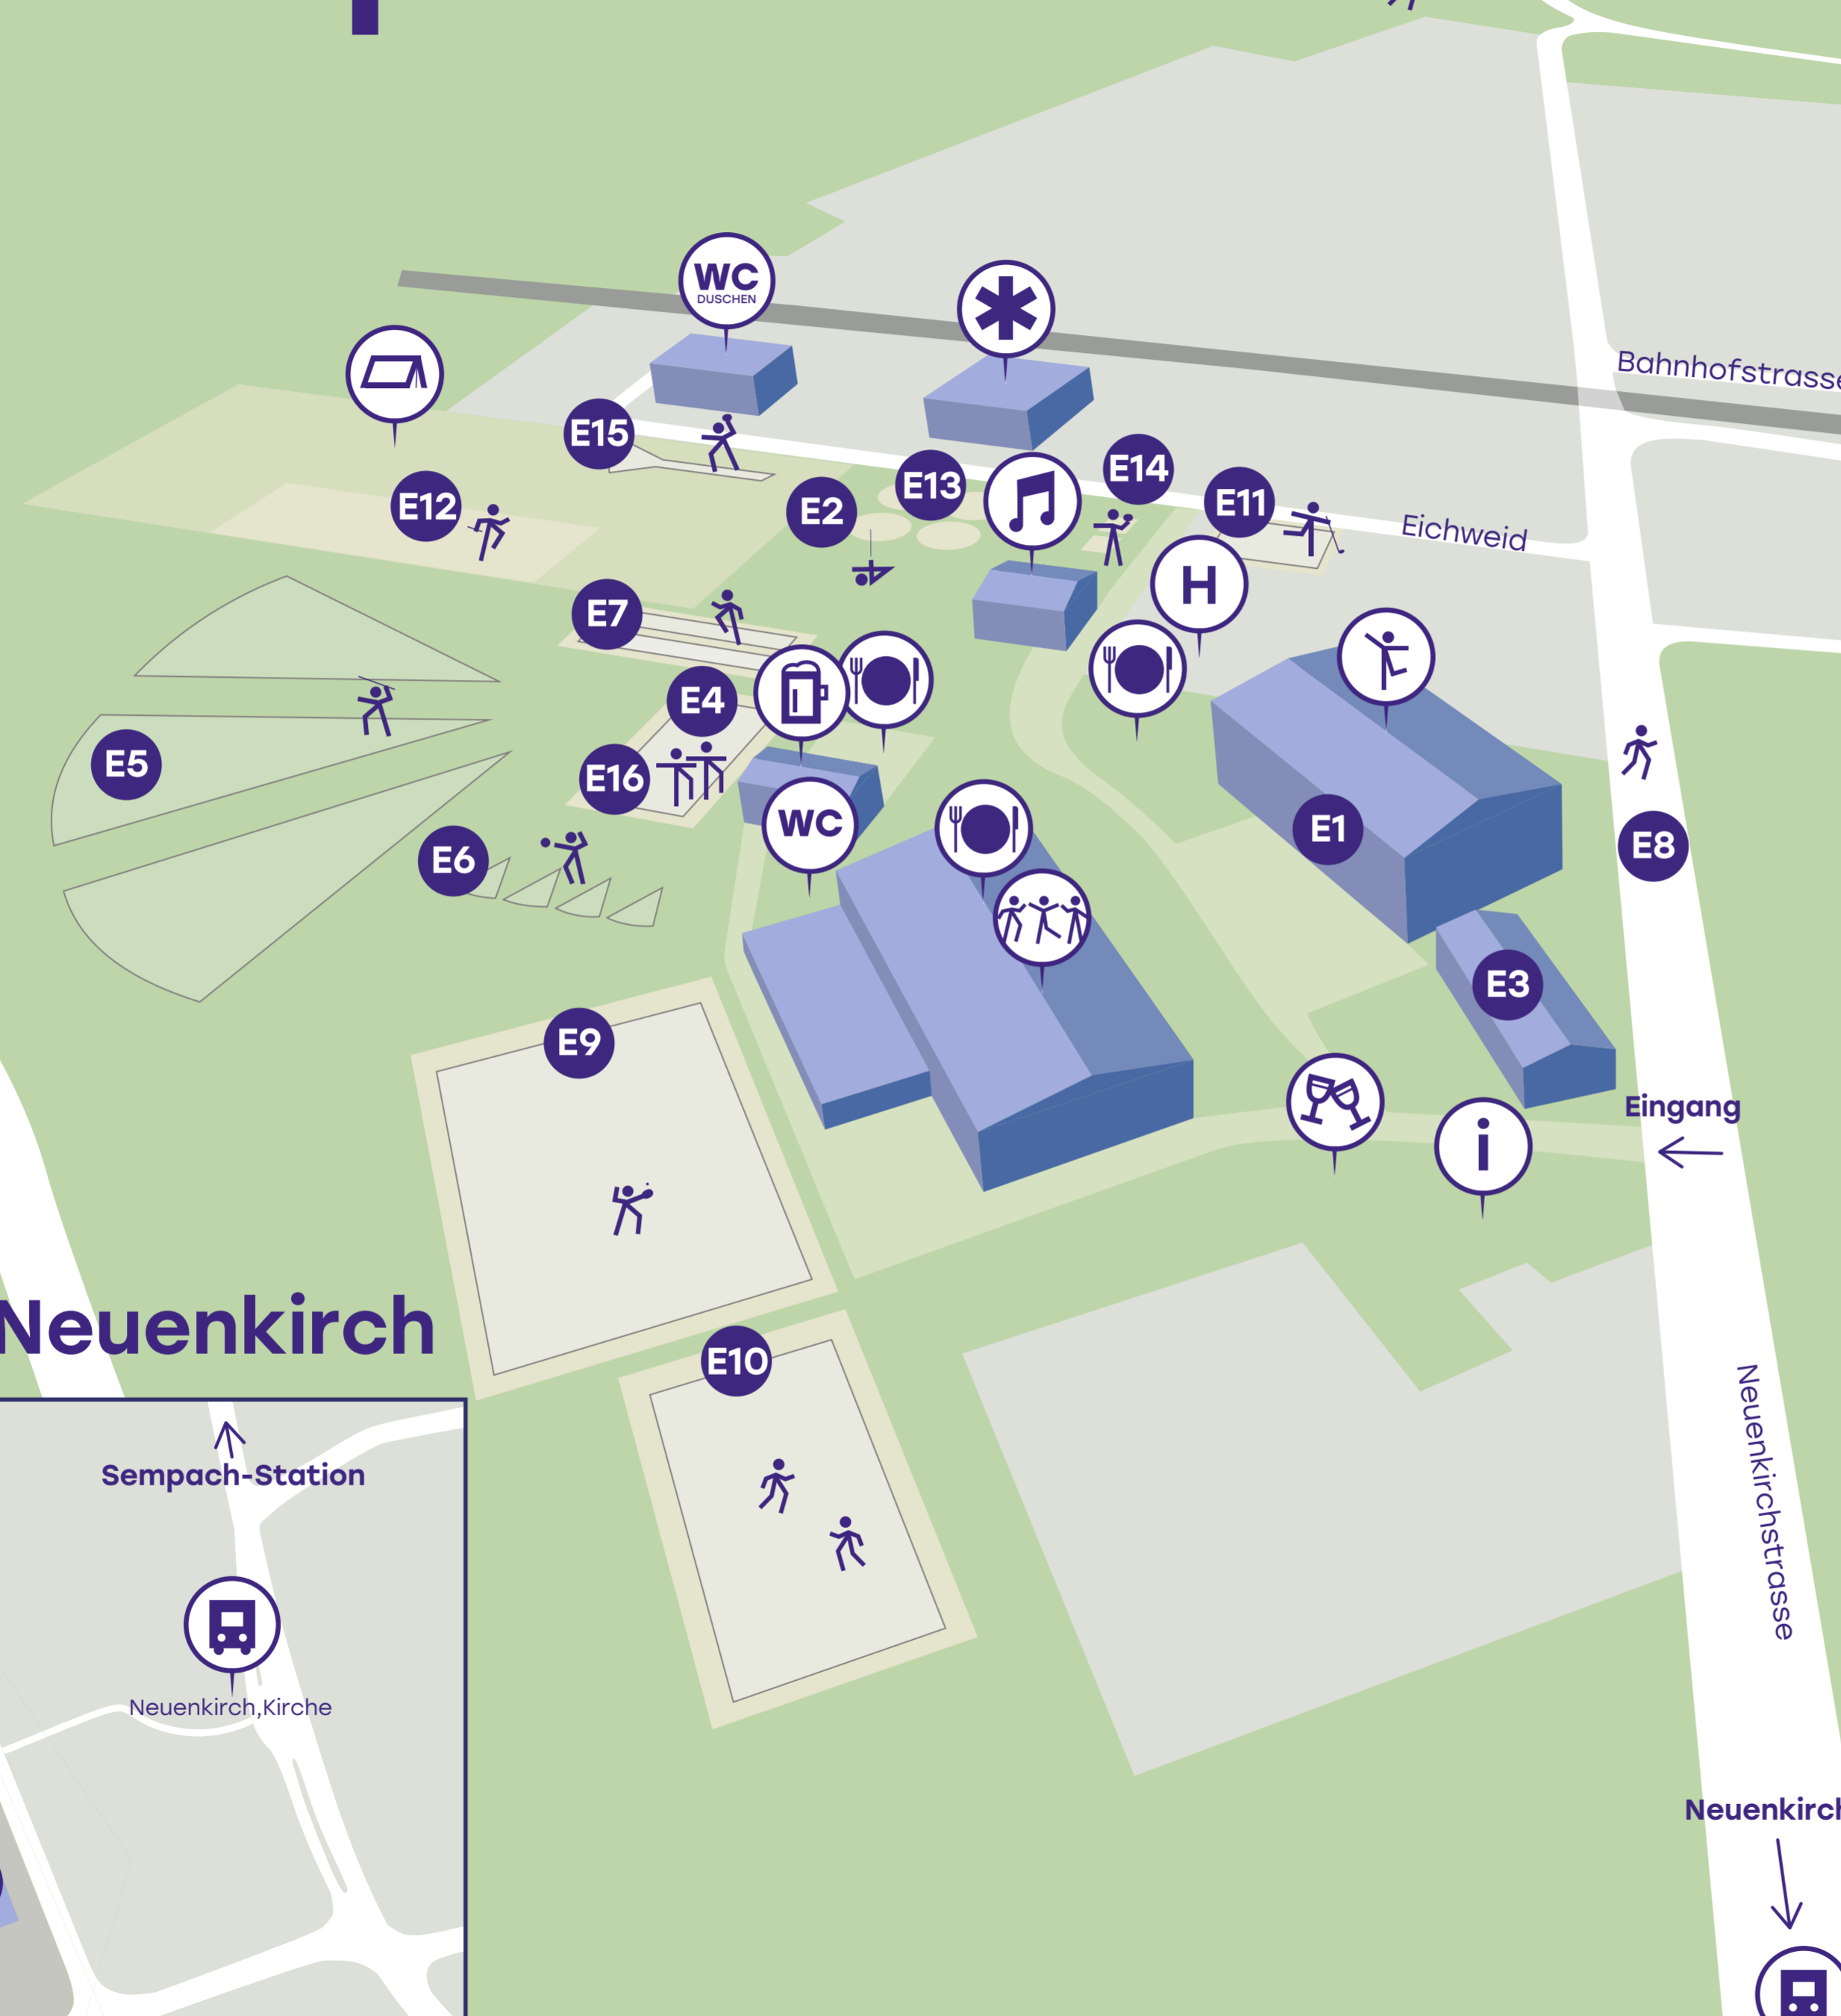 WC
DUSCHEN
Bahnhofstrasse
E15
E14
E13
E12
E2
E11
Eichweid
H
E7
E4
E5
E16
WC
E1
E8
E6
E3
E9
Eingang
i
Neuenkirch
E10
Sempach-Station
Neuenkirchstrasse
Neuenkirch,Kirche
Neuenkirch